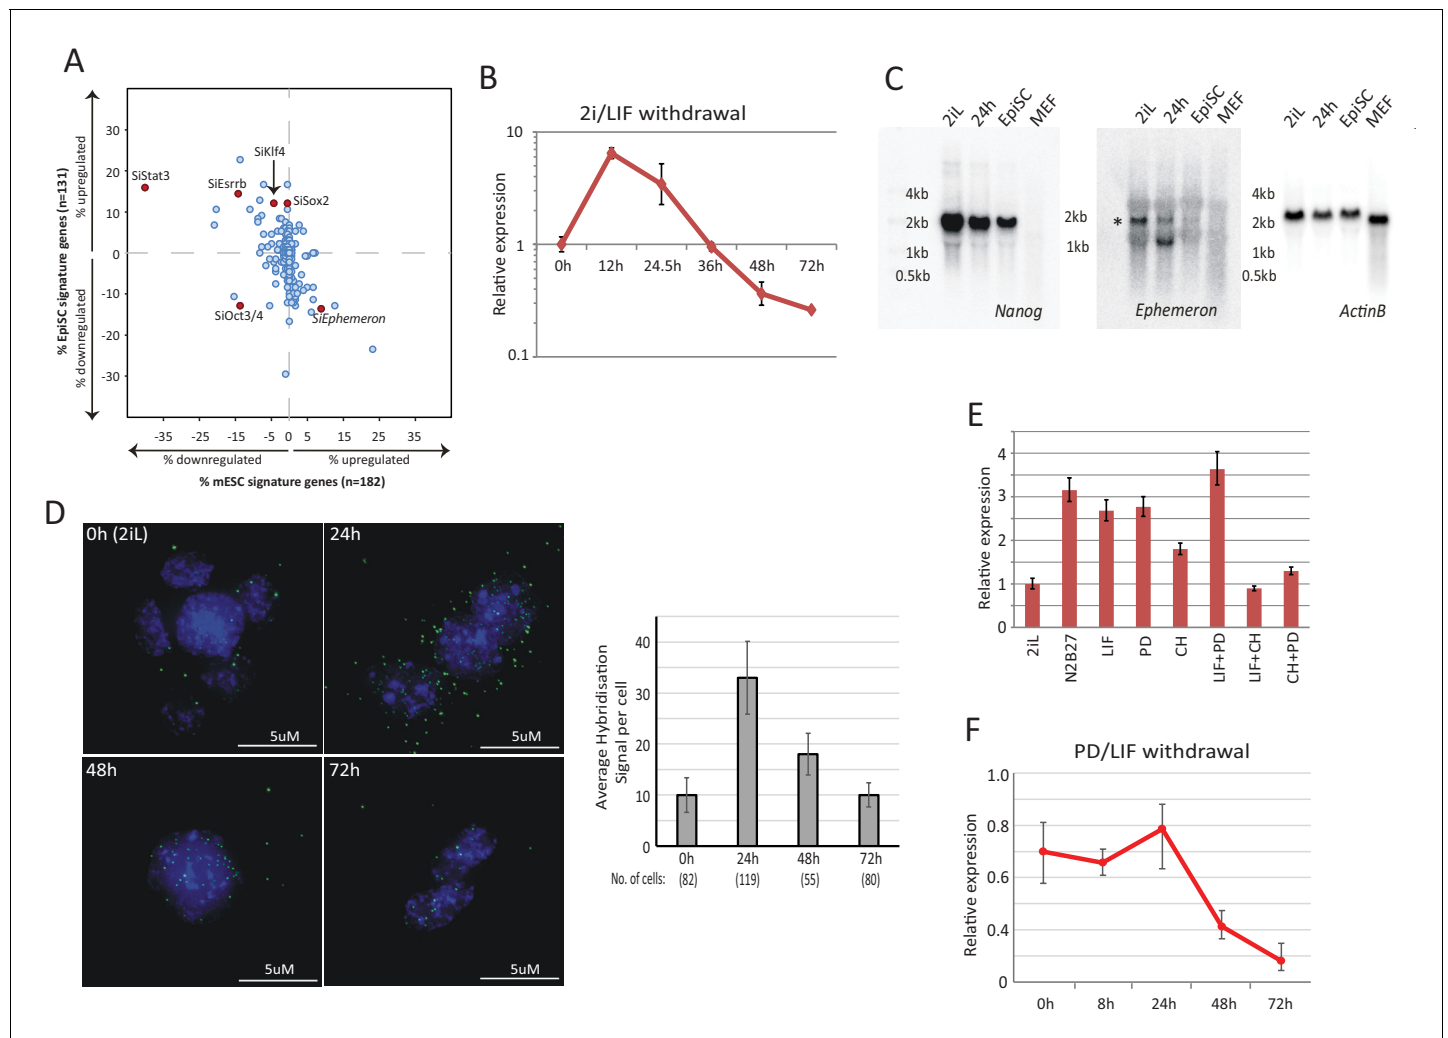 A
% EpiSC signature genes (n=131)
% upregulated
% downregulated
30
20
10
0
-10
-20
-30
SiStat3
SiEsrrb
SiKlf4
SiSox2
SiOct3/4
SiEphemeron
-35 -25 -15 -5 0 5 15 25 35
% downregulated % upregulated
% mESC signature genes (n=182)
B
2i/LIF withdrawal
Relative expression
10
1
0.1
0h 12h 24.5h 36h 48h 72h
C
2iL 24h EpiSC MEF
4kb
2kb
1kb
0.5kb
Nanog
2iL 24h EpiSC MEF
2kb
*
1kb
Ephemeron
2iL 24h EpiSC MEF
4kb
2kb
1kb
0.5kb
ActinB
D
0h (2iL)
5uM
24h
5uM
48h
5uM
72h
5uM
Average Hybridisation
Signal per cell
40
30
20
10
0
0h 24h 48h 72h
No. of cells: (82) (119) (55) (80)
E
Relative expression
4
3
2
1
0
2iL N2B27 LIF PD CH LIF+PD LIF+CH CH+PD
F
PD/LIF withdrawal
Relative expression
1.0
0.8
0.6
0.4
0
0h 8h 24h 48h 72h